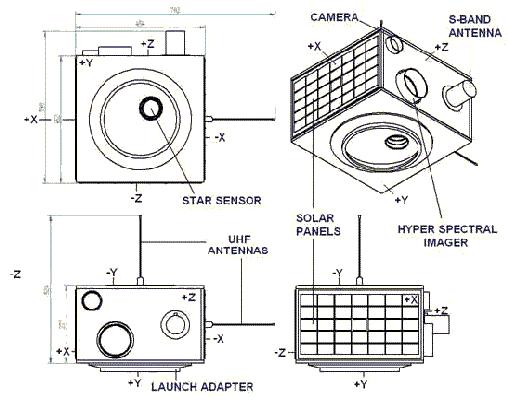 CAMERA
S-BAND
ANTENNA
+Z
+Y
+X
+Z
+X
-X
-Z
STAR SENSOR
+Y
SOLAR
PANELS
HYPER SPECTRAL
IMAGER
UHF
ANTENNAS
-Z
-Y
+Z
-X
+X
+Y
LAUNCH ADAPTER
-Y
+X
+Z
-Z
+Y